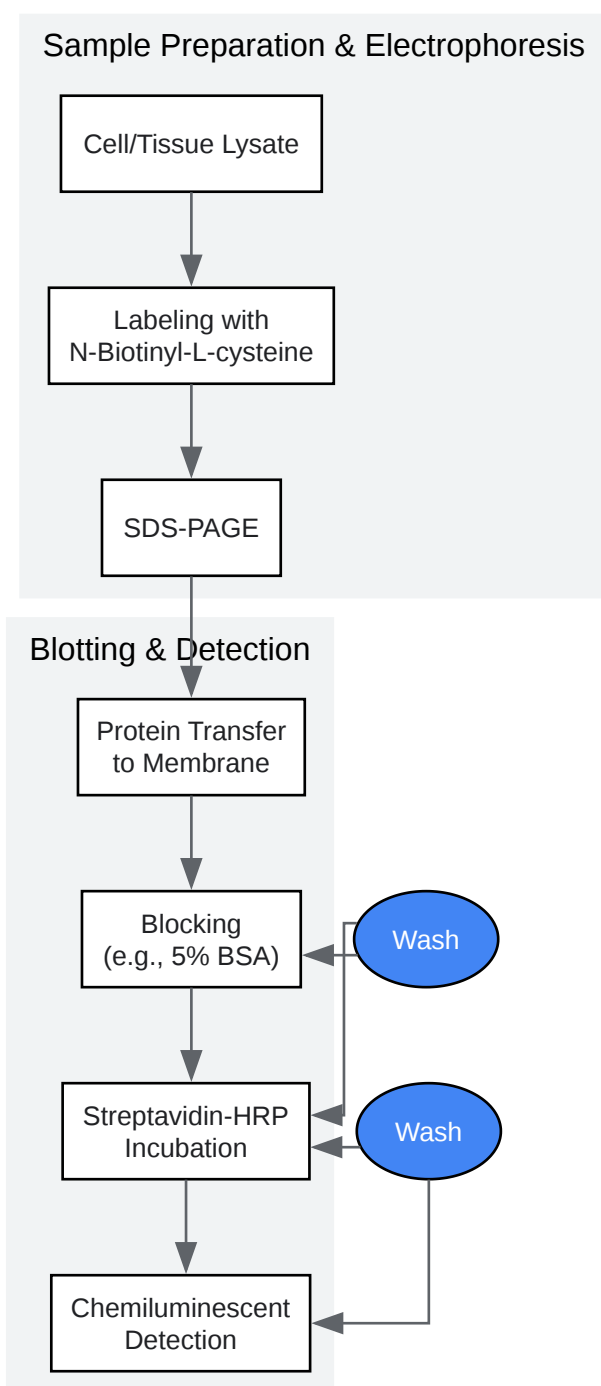 Sample Preparation & Electrophoresis
Cell/Tissue Lysate
Labeling with
N-Biotinyl-L-cysteine
SDS-PAGE
Blotting & Detection
Protein Transfer
to Membrane
Blocking
(e.g., 5% BSA)
Wash
Streptavidin-HRP
Incubation
Wash
Chemiluminescent
Detection